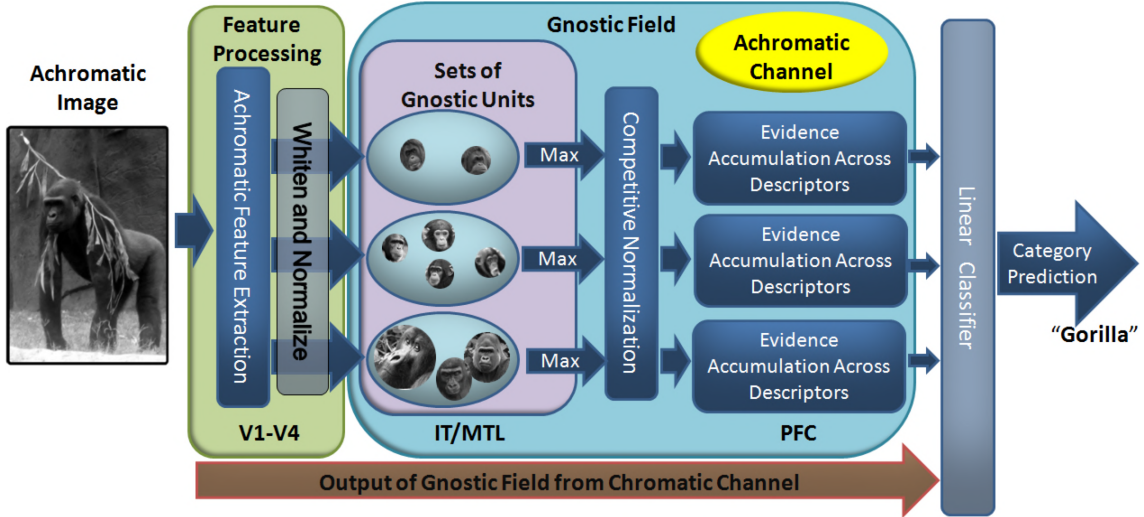 Achromatic
Image
Feature
Processing
Achromatic Feature Extraction
Whiten and Normalize
V1-V4
Gnostic Field
Achromatic
Channel
Sets of
Gnostic Units
Max
Max
Max
IT/MTL
Competitive Normalization
Evidence
Accumulation Across
Descriptors
Evidence
Accumulation Across
Descriptors
Evidence
Accumulation Across
Descriptors
PFC
Output of Gnostic Field from Chromatic Channel
Linear Classifier
Category
Prediction
“Gorilla”